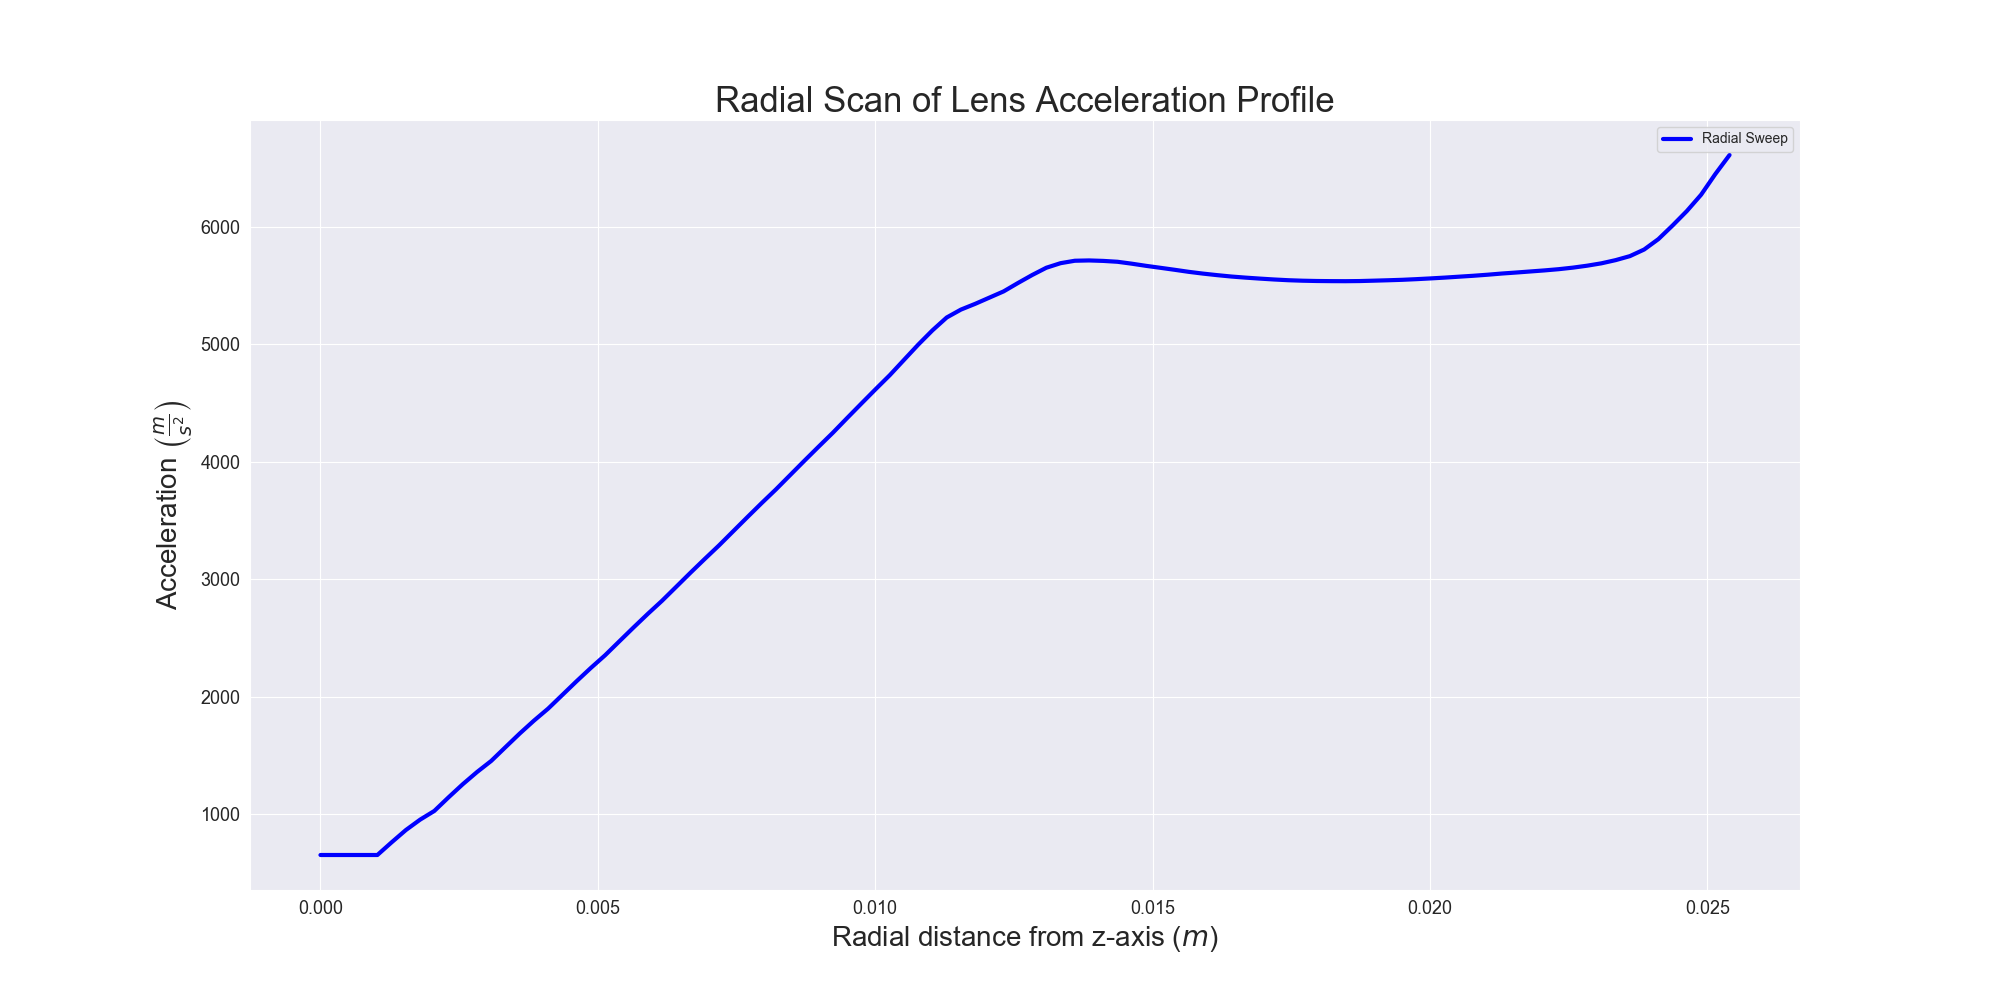 Radial Scan of Lens Acceleration Profile
Radial Sweep
6000
5000
4000
3000
2000
1000
Acceleration (m/s²)
0.000 0.005 0.010 0.015 0.020 0.025
Radial distance from z-axis (m)